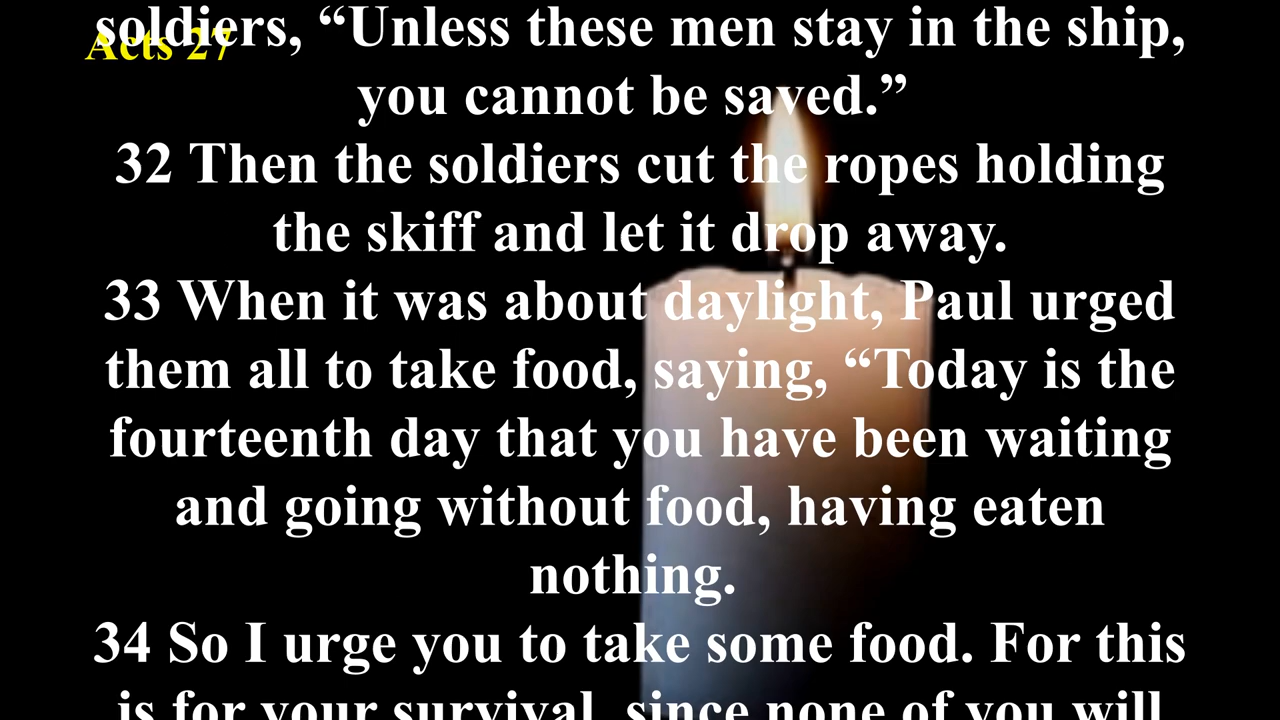 soldiers, “Unless these men stay in the ship,
Acts 27
you cannot be saved.”
32 Then the soldiers cut the ropes holding
the skiff and let it drop away.
33 When it was about daylight, Paul urged
them all to take food, saying, “Today is the
fourteenth day that you have been waiting
and going without food, having eaten
nothing.
34 So I urge you to take some food. For this
is for your survival, since none of you will